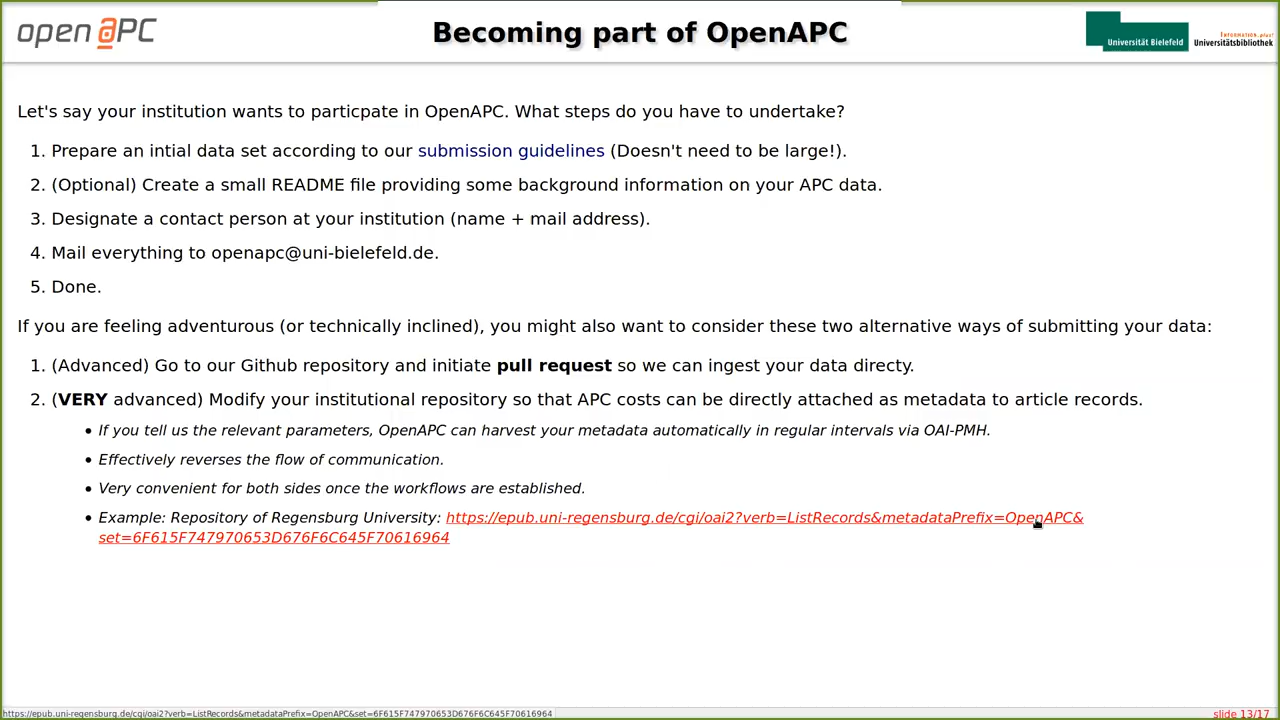 open aPC
Becoming part of OpenAPC
Universität Bielefeld
Information.plus!
Universitätsbibliothek
Let's say your institution wants to particpate in OpenAPC. What steps do you have to undertake?
1. Prepare an intial data set according to our submission guidelines (Doesn't need to be large!).
2. (Optional) Create a small README file providing some background information on your APC data.
3. Designate a contact person at your institution (name + mail address).
4. Mail everything to openapc@uni-bielefeld.de.
5. Done.
If you are feeling adventurous (or technically inclined), you might also want to consider these two alternative ways of submitting your data:
1. (Advanced) Go to our Github repository and initiate pull request so we can ingest your data directy.
2. (VERY advanced) Modify your institutional repository so that APC costs can be directly attached as metadata to article records.
• If you tell us the relevant parameters, OpenAPC can harvest your metadata automatically in regular intervals via OAI-PMH.
• Effectively reverses the flow of communication.
• Very convenient for both sides once the workflows are established.
• Example: Repository of Regensburg University: https://epub.uni-regensburg.de/cgi/oai2?verb=ListRecords&metadataPrefix=OpenAPC&
set=6F615F747970653D676F6C645F70616964
https://epub.uni-regensburg.de/cgi/oai2?verb=ListRecords&metadataPrefix=OpenAPC&set=6F615F747970653D676F6C645F70616964
slide 13/17